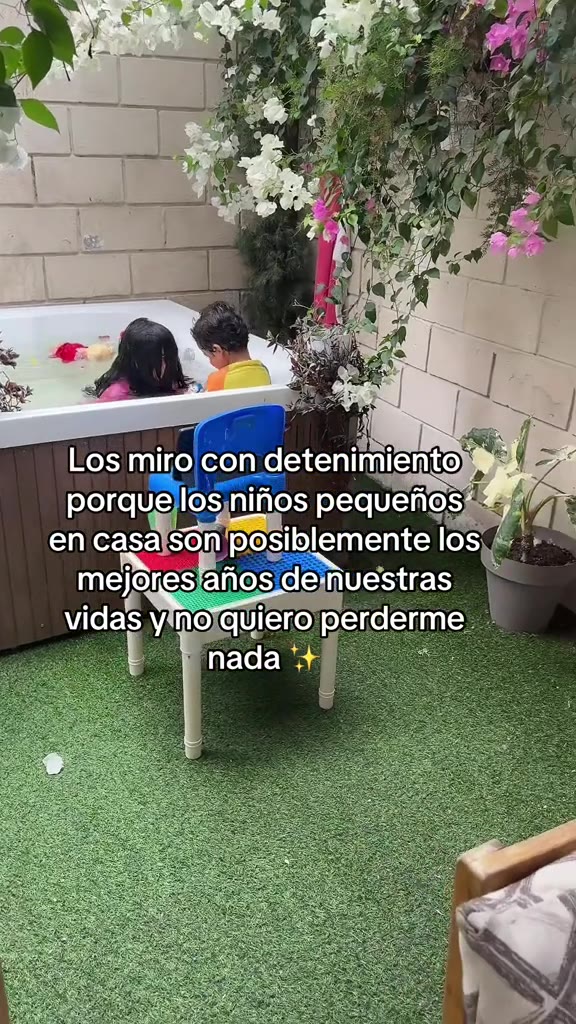 Los miro con detenimiento
porque los niños pequeños
en casa son posiblemente los
mejores años de nuestras
vidas y no quiero perderme
nada ✨